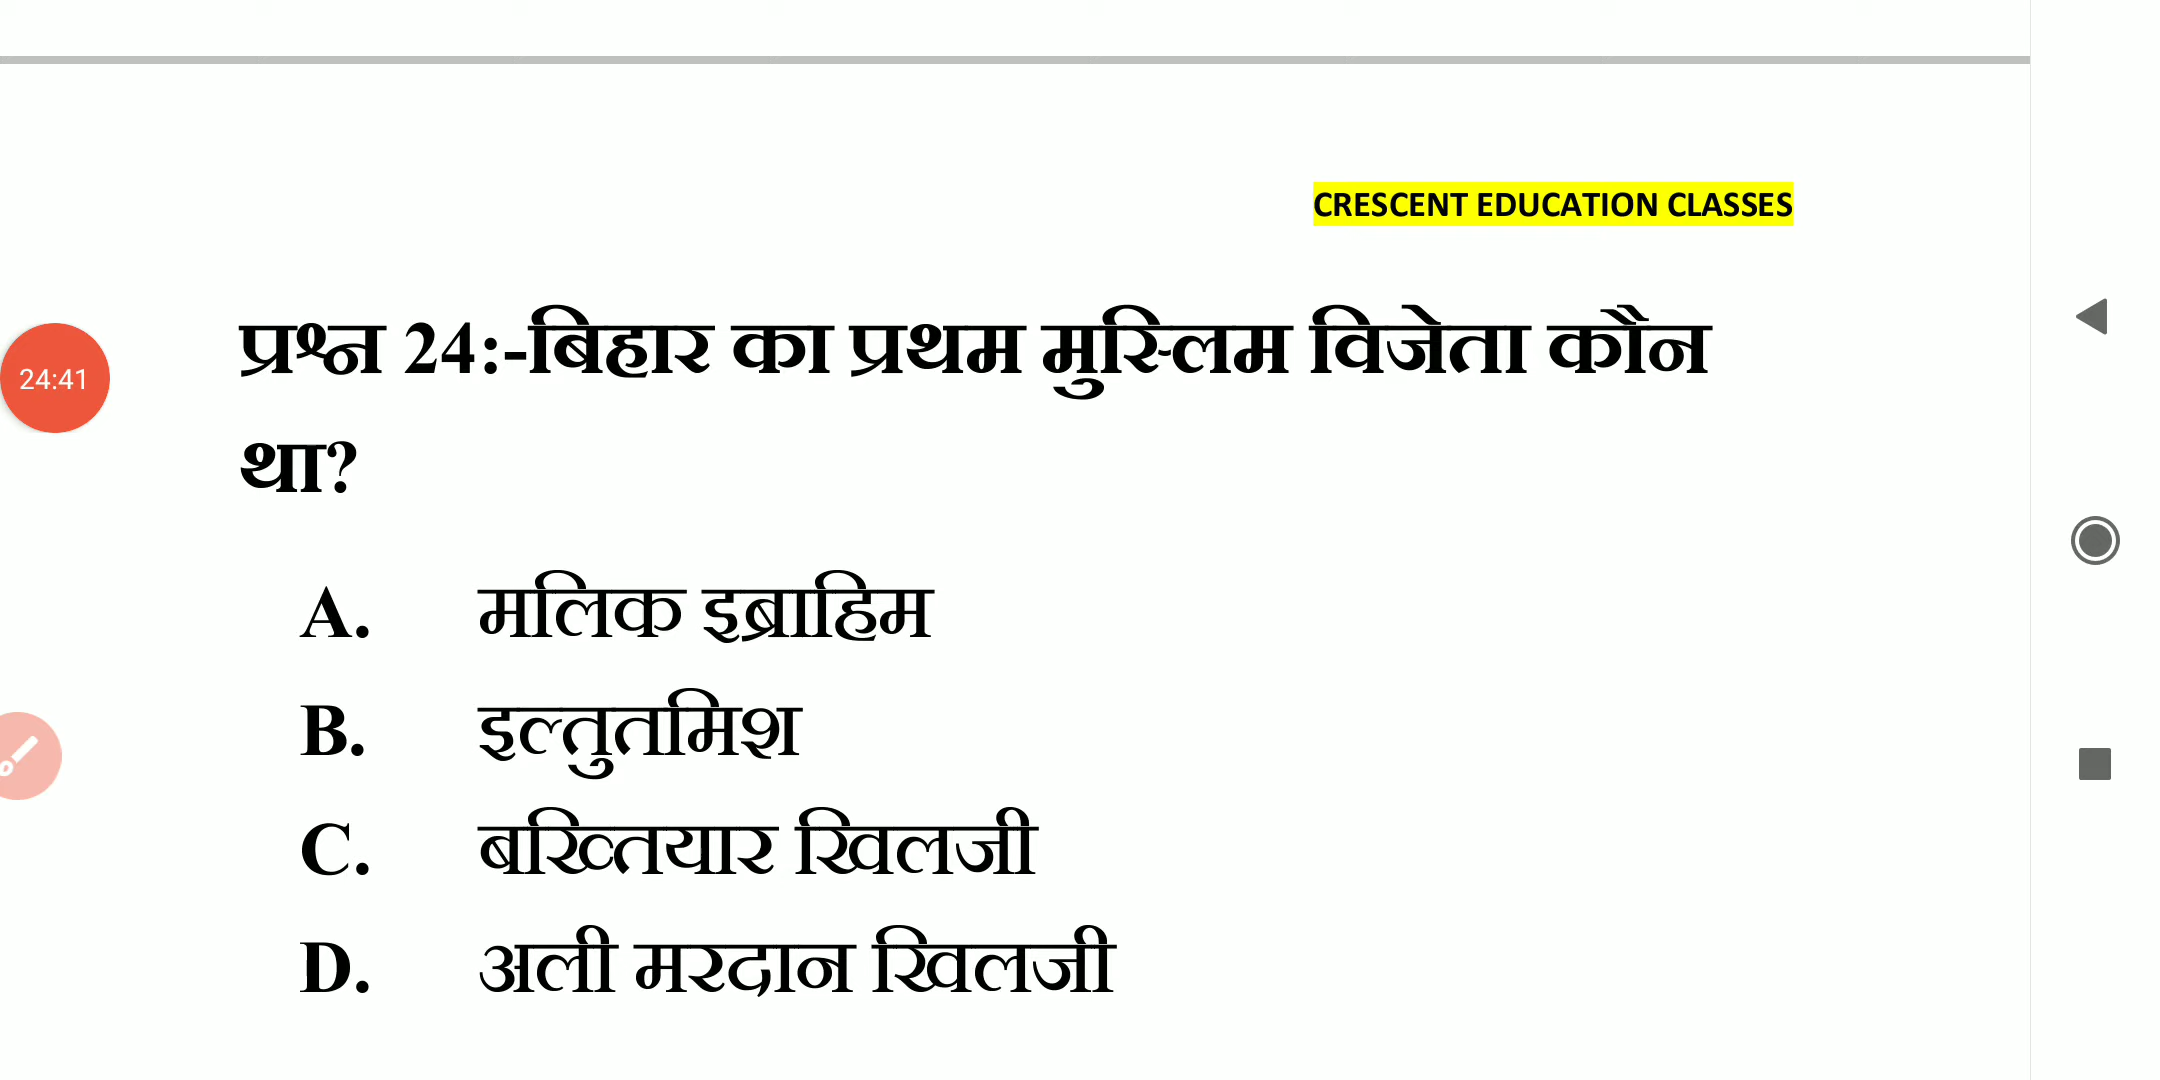 CRESCENT EDUCATION CLASSES
प्रश्न 24:-बिहार का प्रथम मुस्लिम विजेता कौन
था?
24:41
A. मलिक इब्राहिम
B. इल्तुतमिश
C. बख्तियार खिलजी
D. अली मरदान खिलजी